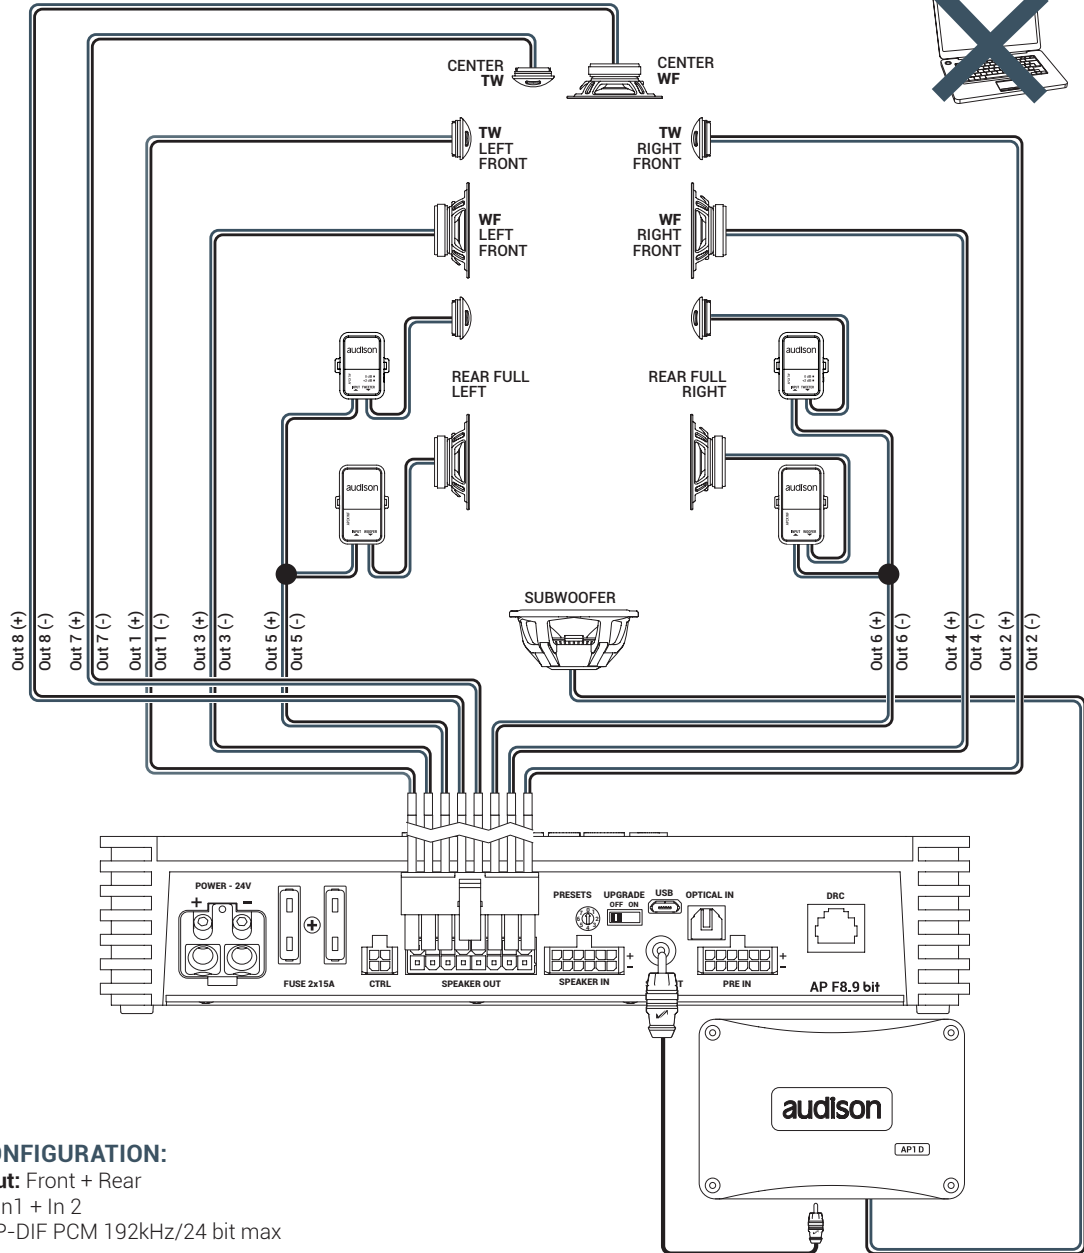 CENTER
TW
CENTER
WF
TW
LEFT
FRONT
TW
RIGHT
FRONT
WF
LEFT
FRONT
WF
RIGHT
FRONT
audison
audison
REAR FULL
LEFT
REAR FULL
RIGHT
audison
audison
INPUT WOOFER
INPUT WOOFER
SUBWOOFER
Out 8 (+)
Out 8 (-)
Out 7 (+)
Out 7 (-)
Out 1 (+)
Out 1 (-)
Out 3 (+)
Out 3 (-)
Out 5 (+)
Out 5 (-)
Out 6 (+)
Out 6 (-)
Out 4 (+)
Out 4 (-)
Out 2 (+)
Out 2 (-)
POWER - 24V
+ -
FUSE 2x15A
CTRL
SPEAKER OUT
PRESETS
UPGRADE
OFF ON
USB
OPTICAL IN
DRC
SPEAKER IN
+
-
PRE IN
+
-
AP F8.9 bit
audison
AP1 D
ONFIGURATION:
ut: Front + Rear
n1 + In 2
P-DIF PCM 192kHz/24 bit max